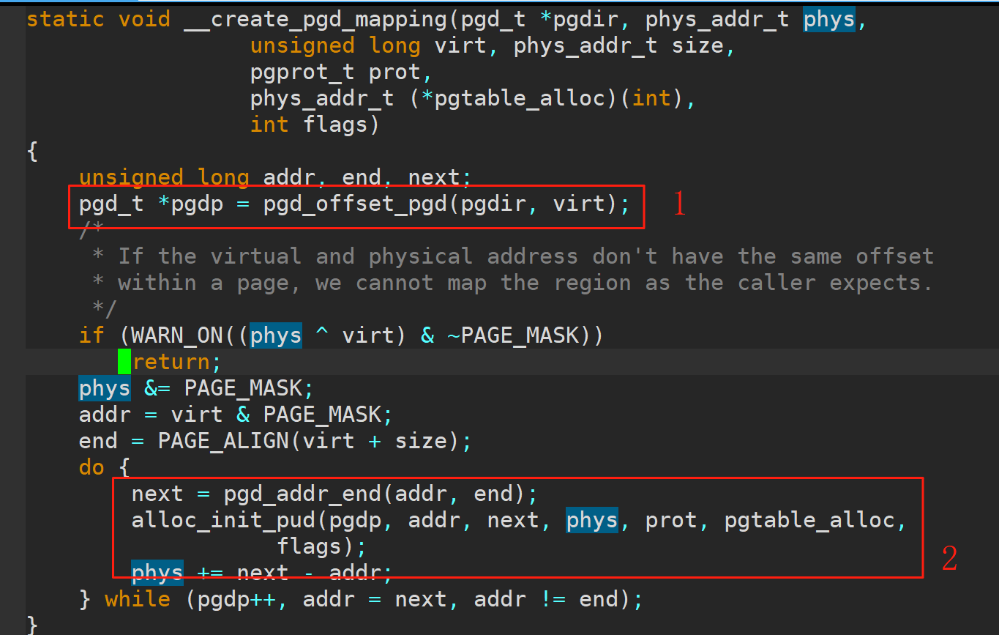 static void __create_pgd_mapping(pgd_t *pgdir, phys_addr_t phys,
                 unsigned long virt, phys_addr_t size,
                 pgprot_t prot,
                 phys_addr_t (*pgtable_alloc)(int),
                 int flags)
{
    unsigned long addr, end, next;
    pgd_t *pgdp = pgd_offset_pgd(pgdir, virt); 1
    /*
     * If the virtual and physical address don't have the same offset
     * within a page, we cannot map the region as the caller expects.
     */
    if (WARN_ON((phys ^ virt) & ~PAGE_MASK))
        return;
    phys &= PAGE_MASK;
    addr = virt & PAGE_MASK;
    end = PAGE_ALIGN(virt + size);
    do {
        next = pgd_addr_end(addr, end);
        alloc_init_pud(pgdp, addr, next, phys, prot, pgtable_alloc,
                   flags); 2
        phys += next - addr;
    } while (pgdp++, addr = next, addr != end);
}